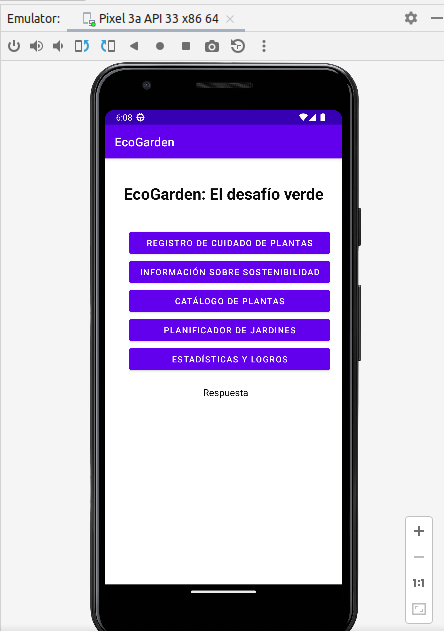 Emulator: Pixel 3a API 33 x86 64
6:08
EcoGarden
EcoGarden: El desafío verde
REGISTRO DE CUIDADO DE PLANTAS
INFORMACIÓN SOBRE SOSTENIBILIDAD
CATÁLOGO DE PLANTAS
PLANIFICADOR DE JARDINES
ESTADÍSTICAS Y LOGROS
Respuesta
1:1